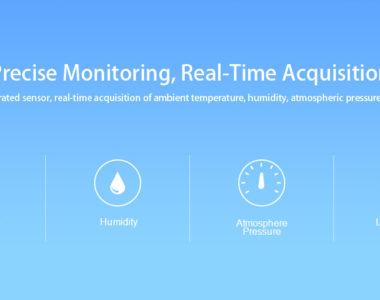 Precise Monitoring, Real-Time Acquisition
rated sensor, real-time acquisition of ambient temperature, humidity, atmospheric pressure
Humidity
Atmosphere
Pressure